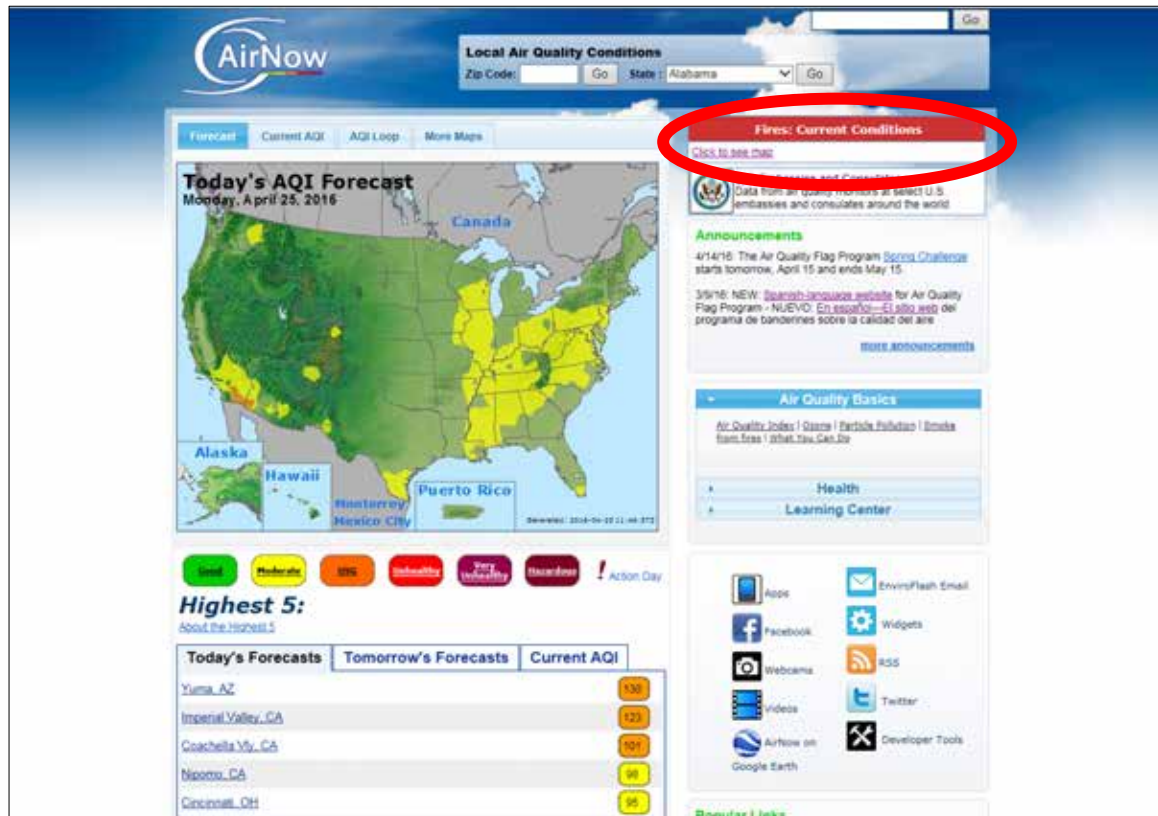 Go
AirNow
Local Air Quality Conditions
Zip Code: Go State : Alabama Go
Forecast Current AQI AQI Loop More Maps
Today's AQI Forecast
Monday, April 25, 2016
Canada
Alaska
Hawaii
Monterrey
Mexico City
Puerto Rico
Good Moderate USG Unhealthy Very Unhealthy Hazardous ! Action Day
Highest 5:
About the Highest 5
Today's Forecasts Tomorrow's Forecasts Current AQI
Yuma, AZ 130
Imperial Valley, CA 123
Coachella Vly, CA 101
Nipomo, CA
Cincinnati, OH 95
Fires: Current Conditions
Click to see map
and
Data from air quality monitors at select U.S.
embassies and consulates around the world
Announcements
4/14/16: The Air Quality Flag Program Spring Challenge
starts tomorrow, April 15 and ends May 15.
NEW: Spanish-language website for Air Quality
Flag Program - NUEVO: En español—El sitio web del
programa de banderines sobre la calidad del aire
more announcements
Air Quality Basics
Air Quality Index | Ozone | Particle Pollution | Smoke
from fires | What You Can Do
Health
Learning Center
Apps EnviroFlash Email
Facebook Widgets
Webcams RSS
Videos Twitter
AirNow on
Google Earth
Developer Tools
Popular Links